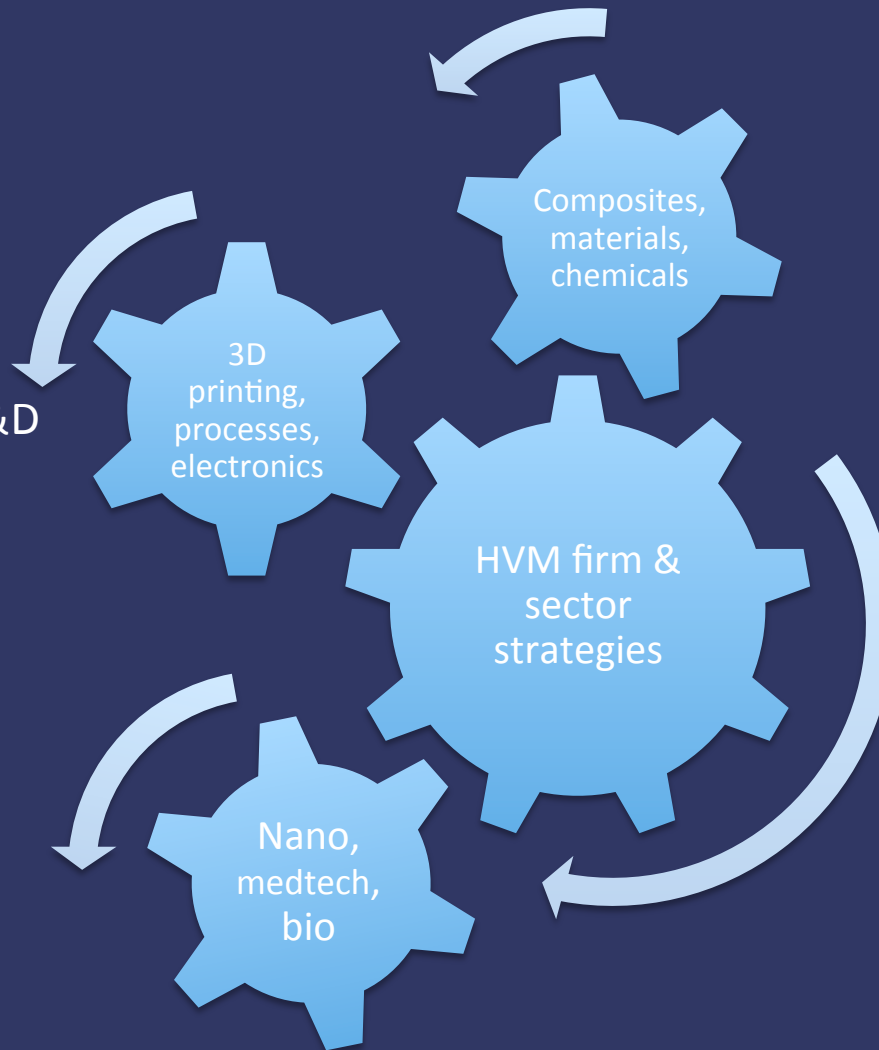 Composites,
materials,
chemicals
3D
printing,
processes,
electronics
&D
HVM firm &
sector
strategies
Nano,
medtech,
bio